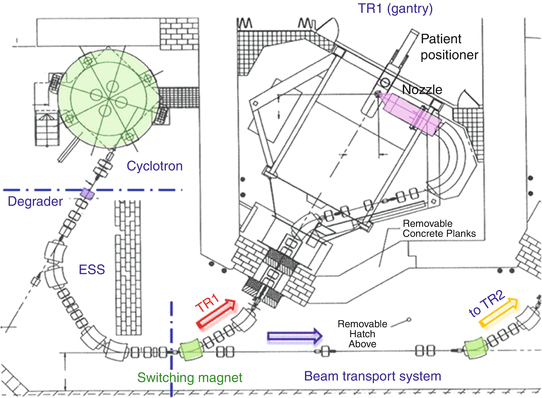 TR1 (gantry)
Patient
positioner
Nozzle
Cyclotron
Degrader
Removable
Concrete Planks
ESS
TR1
to TR2
Removable
Hatch
Above
Switching magnet
Beam transport system